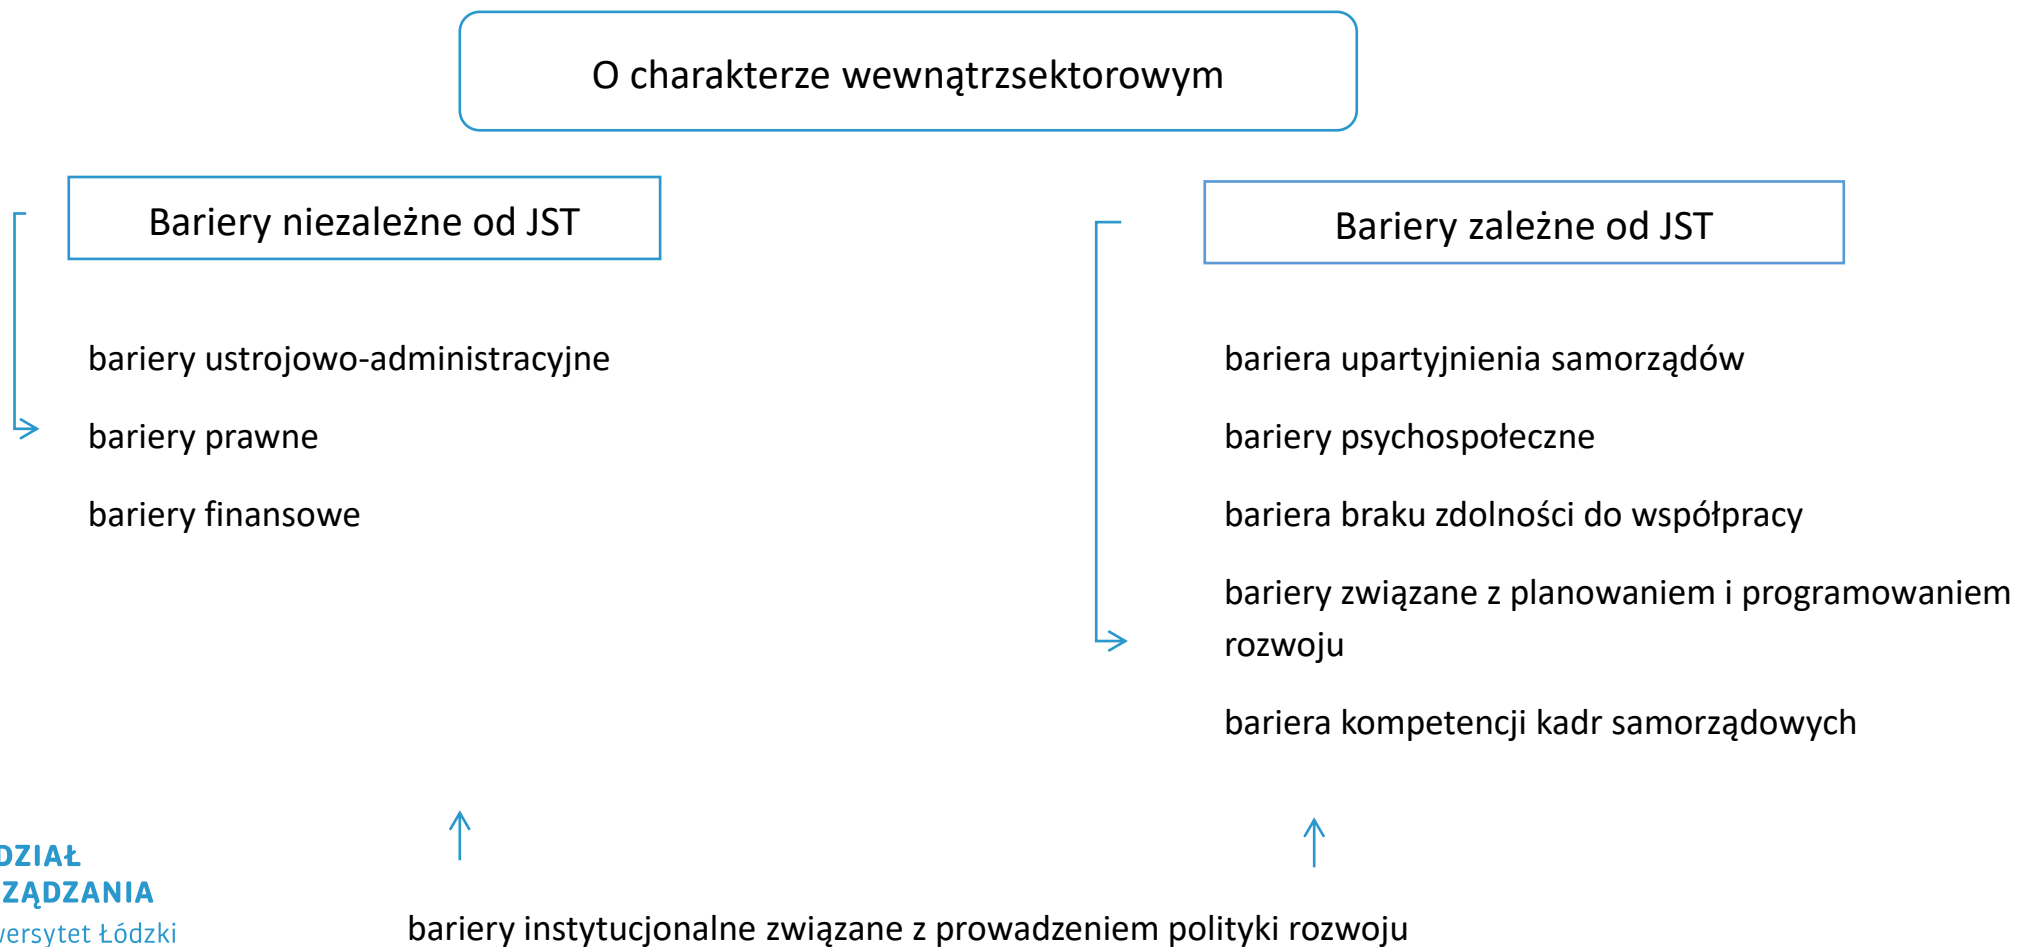 O charakterze wewnątrzsektorowym
Bariery niezależne od JST
bariery ustrojowo-administracyjne
bariery prawne
bariery finansowe
Bariery zależne od JST
bariera upartyjnienia samorządów
bariery psychospołeczne
bariera braku zdolności do współpracy
bariery związane z planowaniem i programowaniem
rozwoju
bariera kompetencji kadr samorządowych
bariery instytucjonalne związane z prowadzeniem polityki rozwoju
DZIAŁ
ZĄDZANIA
wersytet Łódzki